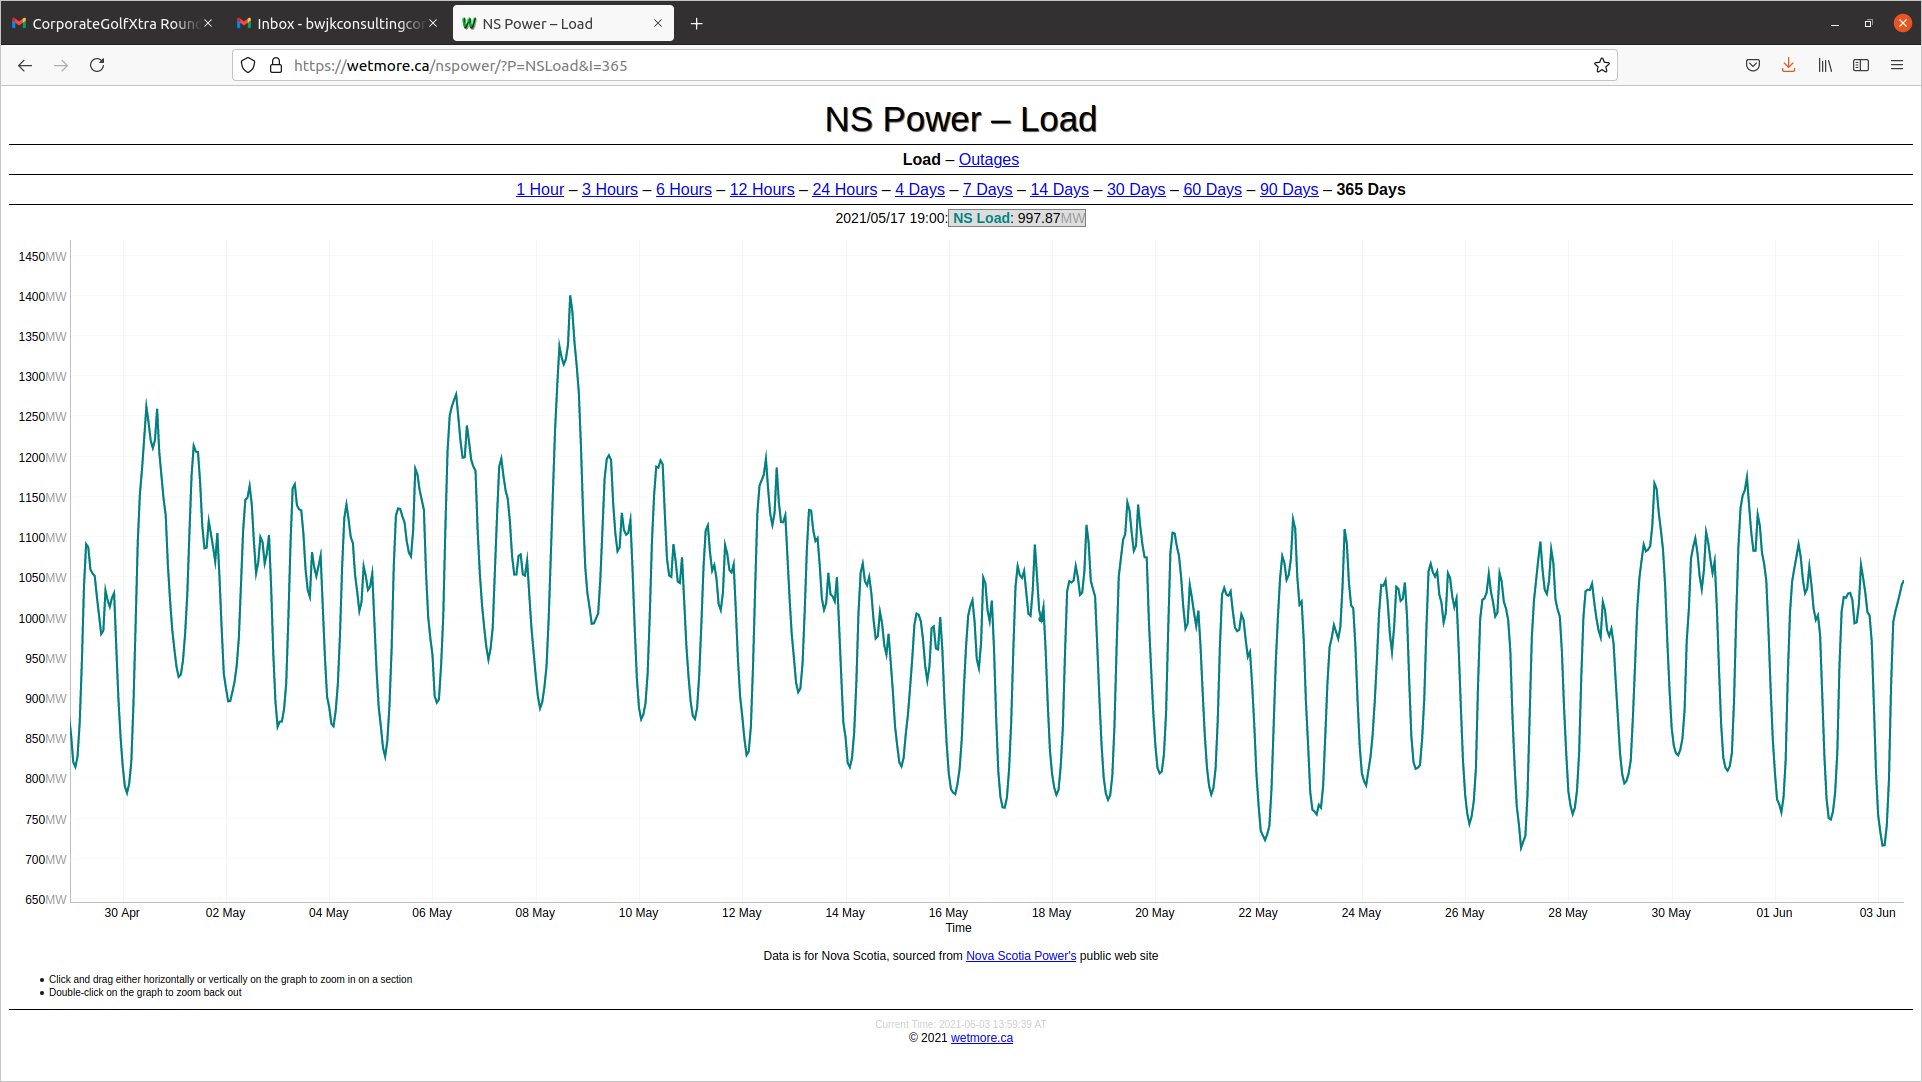 CorporateGolfXtra Roun
Inbox - bwjkconsultingco
NS Power – Load
https://wetmore.ca/nspower/?P=NSLoad&I=365
NS Power – Load
Load – Outages
1 Hour – 3 Hours – 6 Hours – 12 Hours – 24 Hours – 4 Days – 7 Days – 14 Days – 30 Days – 60 Days – 90 Days – 365 Days
2021/05/17 19:00: NS Load: 997.87MW
1450MW
1400MW
1350MW
1300MW
1250MW
1200MW
1150MW
1100MW
1050MW
1000MW
950MW
900MW
850MW
800MW
750MW
700MW
650MW
30 Apr 02 May 04 May 06 May 08 May 10 May 12 May 14 May 16 May 18 May 20 May 22 May 24 May 26 May 28 May 30 May 01 Jun 03 Jun
Time
Data is for Nova Scotia, sourced from Nova Scotia Power's public web site
• Click and drag either horizontally or vertically on the graph to zoom in on a section
• Double-click on the graph to zoom back out
Current Time: 2021-06-03 13:59:39 AT
© 2021 wetmore.ca